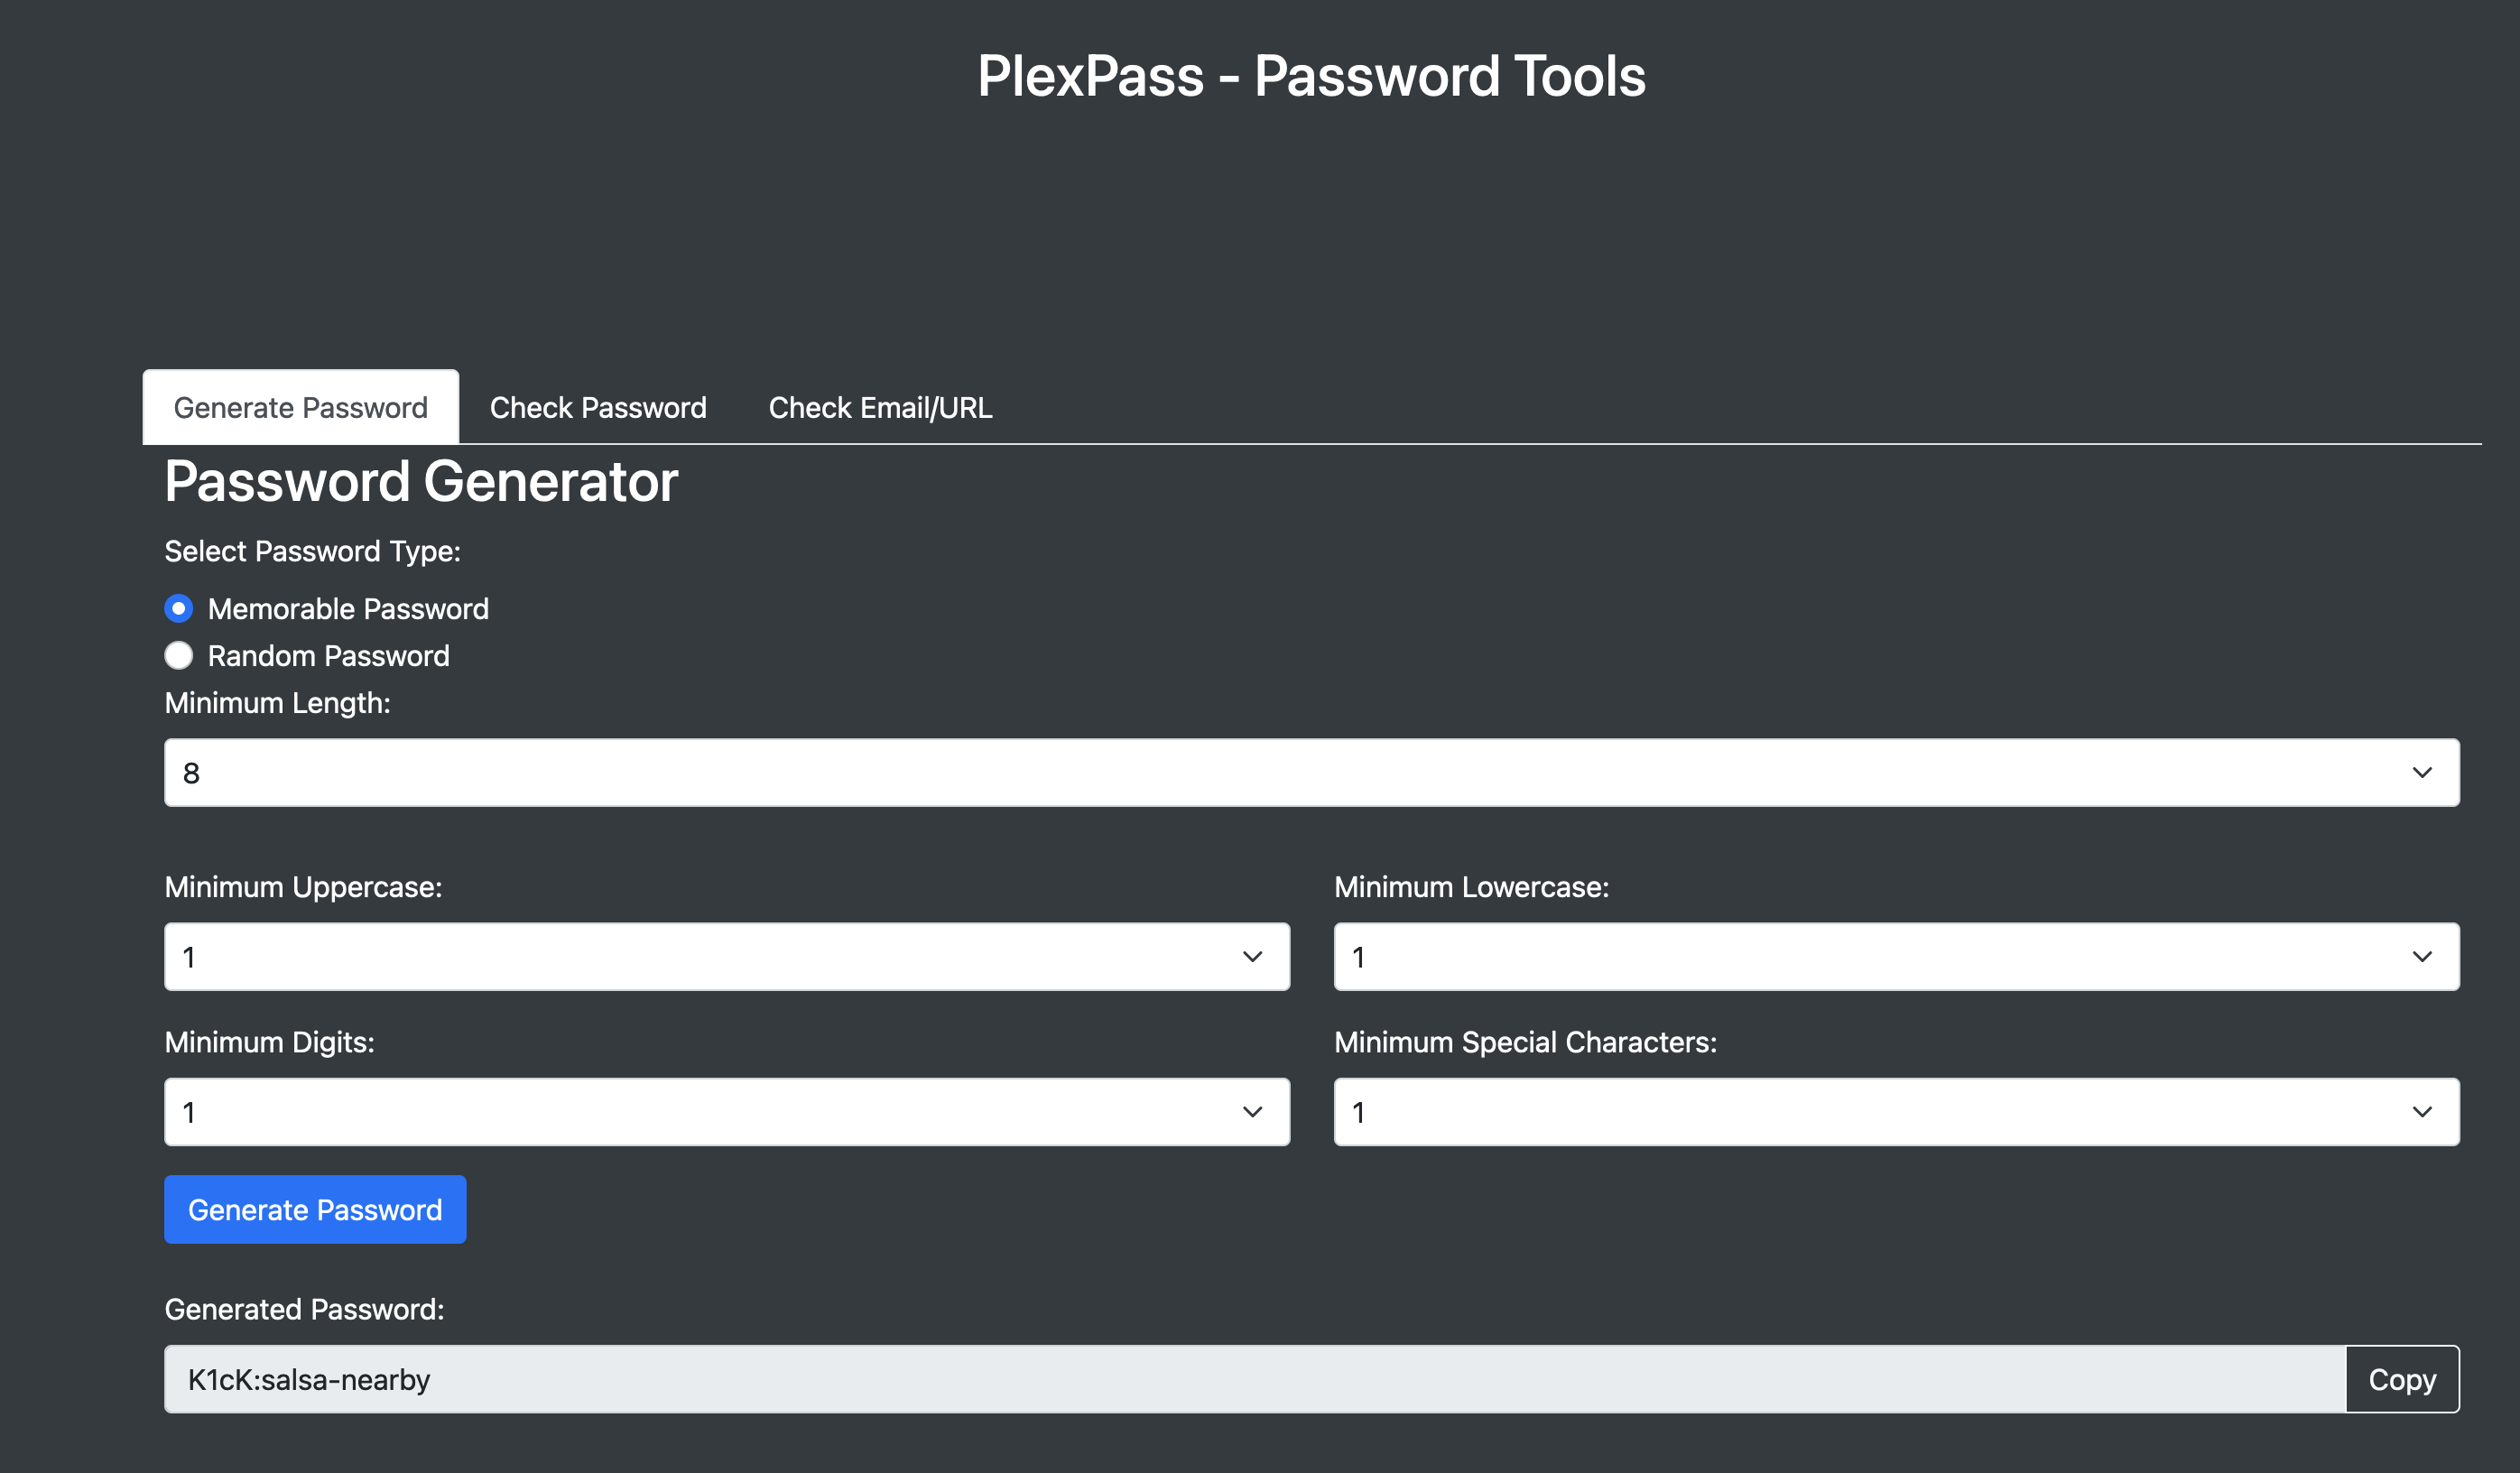 PlexPass - Password Tools
Generate Password Check Password Check Email/URL
Password Generator
Select Password Type:
Memorable Password
Random Password
Minimum Length:
8
Minimum Uppercase: Minimum Lowercase:
1 1
Minimum Digits: Minimum Special Characters:
1 1
Generate Password
Generated Password:
K1cK:salsa-nearby Copy